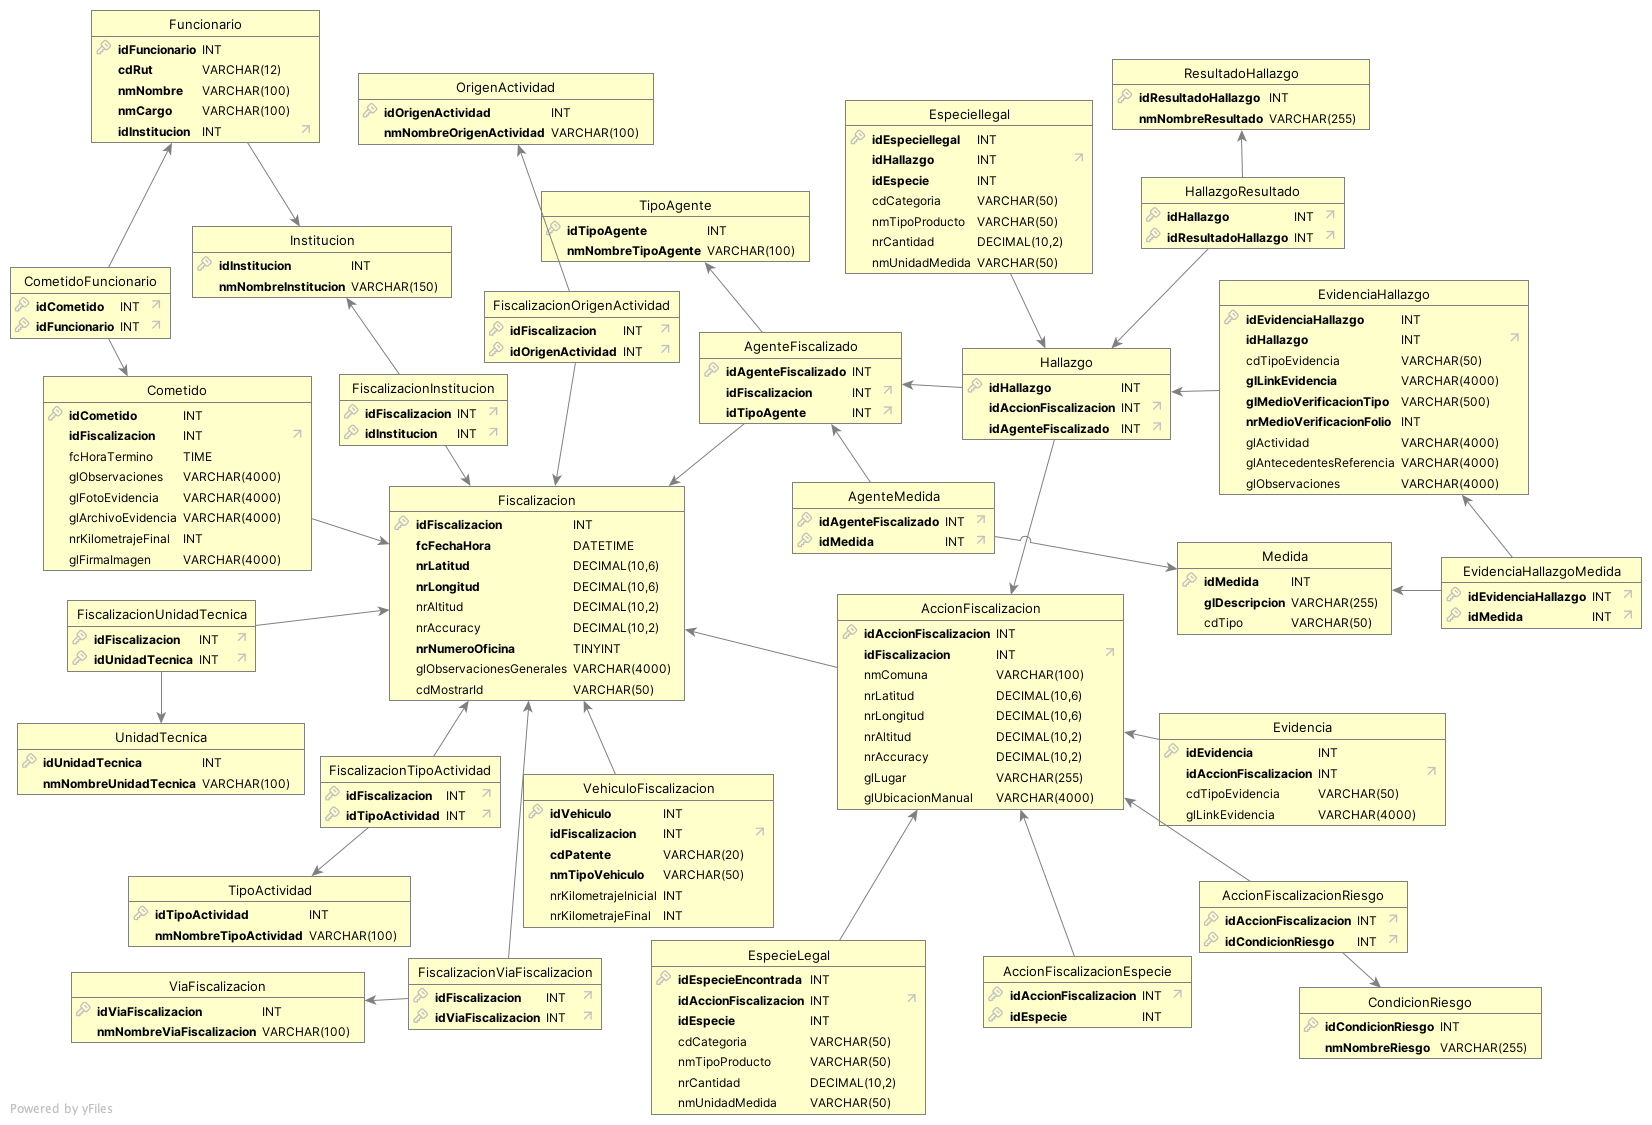 Funcionario
idFuncionario INT
cdRut VARCHAR(12)
nmNombre VARCHAR(100)
nmCargo VARCHAR(100)
idInstitucion INT
OrigenActividad
idOrigenActividad INT
nmNombreOrigenActividad VARCHAR(100)
ResultadoHallazgo
idResultadoHallazgo INT
nmNombreResultado VARCHAR(255)
EspecieIlegal
idEspecieIlegal INT
idHallazgo INT
idEspecie INT
cdCategoria VARCHAR(50)
nmTipoProducto VARCHAR(50)
nrCantidad DECIMAL(10,2)
nmUnidadMedida VARCHAR(50)
HallazgoResultado
idHallazgo INT
idResultadoHallazgo INT
TipoAgente
idTipoAgente INT
nmNombreTipoAgente VARCHAR(100)
Institucion
idInstitucion INT
nmNombreInstitucion VARCHAR(150)
CometidoFuncionario
idCometido INT
idFuncionario INT
FiscalizacionOrigenActividad
idFiscalizacion INT
idOrigenActividad INT
EvidenciaHallazgo
idEvidenciaHallazgo INT
idHallazgo INT
cdTipoEvidencia VARCHAR(50)
glLinkEvidencia VARCHAR(4000)
glMedioVerificacionTipo VARCHAR(500)
nrMedioVerificacionFolio INT
glActividad VARCHAR(4000)
glAntecedentesReferencia VARCHAR(4000)
glObservaciones VARCHAR(4000)
AgenteFiscalizado
idAgenteFiscalizado INT
idFiscalizacion INT
idTipoAgente INT
Hallazgo
idHallazgo INT
idAccionFiscalizacion INT
idAgenteFiscalizado INT
FiscalizacionInstitucion
idFiscalizacion INT
idInstitucion INT
Cometido
idCometido INT
idFiscalizacion INT
fcHoraTermino TIME
glObservaciones VARCHAR(4000)
glFotoEvidencia VARCHAR(4000)
glArchivoEvidencia VARCHAR(4000)
nrKilometrajeFinal INT
glFirmaImagen VARCHAR(4000)
Fiscalizacion
idFiscalizacion INT
fcFechaHora DATETIME
nrLatitud DECIMAL(10,6)
nrLongitud DECIMAL(10,6)
nrAltitud DECIMAL(10,2)
nrAccuracy DECIMAL(10,2)
nrNumeroOficina TINYINT
glObservacionesGenerales VARCHAR(4000)
cdMostrarId VARCHAR(50)
AgenteMedida
idAgenteFiscalizado INT
idMedida INT
Medida
idMedida INT
glDescripcion VARCHAR(255)
cdTipo VARCHAR(50)
EvidenciaHallazgoMedida
idEvidenciaHallazgo INT
idMedida INT
FiscalizacionUnidadTecnica
idFiscalizacion INT
idUnidadTecnica INT
AccionFiscalizacion
idAccionFiscalizacion INT
idFiscalizacion INT
nmComuna VARCHAR(100)
nrLatitud DECIMAL(10,6)
nrLongitud DECIMAL(10,6)
nrAltitud DECIMAL(10,2)
nrAccuracy DECIMAL(10,2)
glLugar VARCHAR(255)
glUbicacionManual VARCHAR(4000)
UnidadTecnica
idUnidadTecnica INT
nmNombreUnidadTecnica VARCHAR(100)
Evidencia
idEvidencia INT
idAccionFiscalizacion INT
cdTipoEvidencia VARCHAR(50)
glLinkEvidencia VARCHAR(4000)
FiscalizacionTipoActividad
idFiscalizacion INT
idTipoActividad INT
VehiculoFiscalizacion
idVehiculo INT
idFiscalizacion INT
cdPatente VARCHAR(20)
nmTipoVehiculo VARCHAR(50)
nrKilometrajeInicial INT
nrKilometrajeFinal INT
TipoActividad
idTipoActividad INT
nmNombreTipoActividad VARCHAR(100)
AccionFiscalizacionRiesgo
idAccionFiscalizacion INT
idCondicionRiesgo INT
EspecieLegal
idEspecieEncontrada INT
idAccionFiscalizacion INT
idEspecie INT
cdCategoria VARCHAR(50)
nmTipoProducto VARCHAR(50)
nrCantidad DECIMAL(10,2)
nmUnidadMedida VARCHAR(50)
AccionFiscalizacionEspecie
idAccionFiscalizacion INT
idEspecie INT
FiscalizacionViaFiscalizacion
idFiscalizacion INT
idViaFiscalizacion INT
ViaFiscalizacion
idViaFiscalizacion INT
nmNombreViaFiscalizacion VARCHAR(100)
CondicionRiesgo
idCondicionRiesgo INT
nmNombreRiesgo VARCHAR(255)
Powered by yFiles